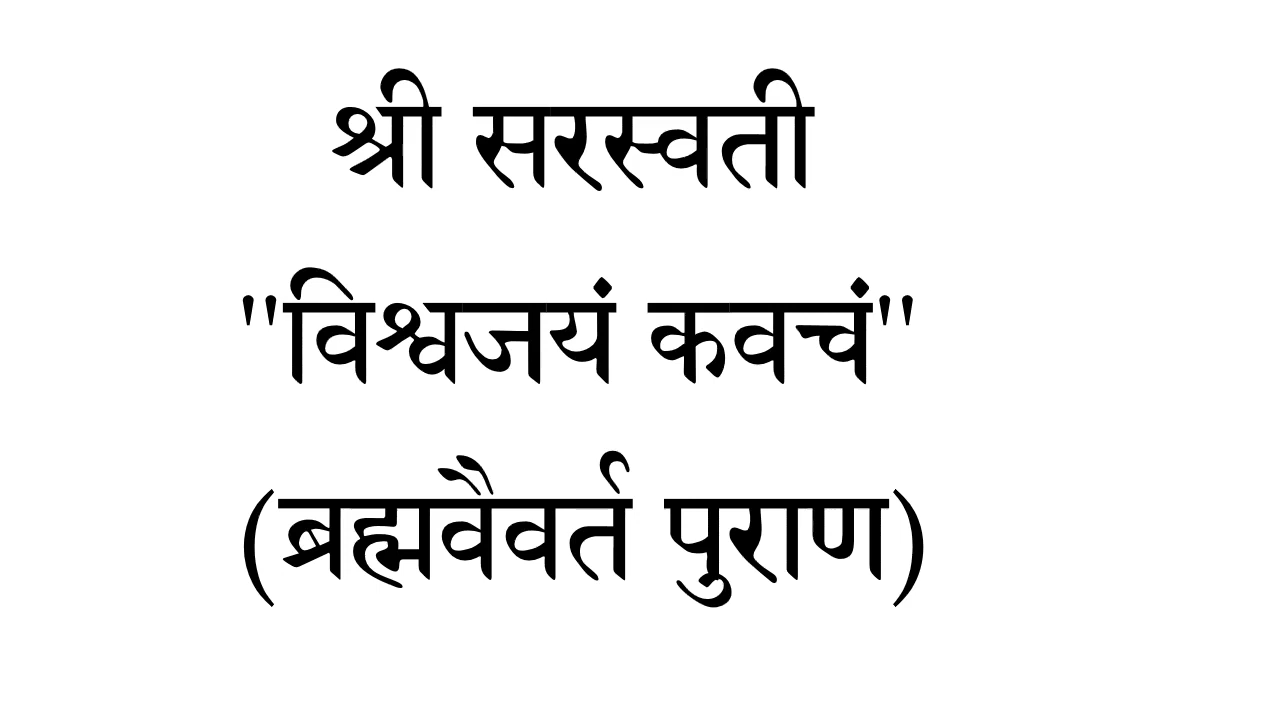 श्री सरस्वती
"विश्वजयं कवचं"
(ब्रह्मवैवर्त पुराण)